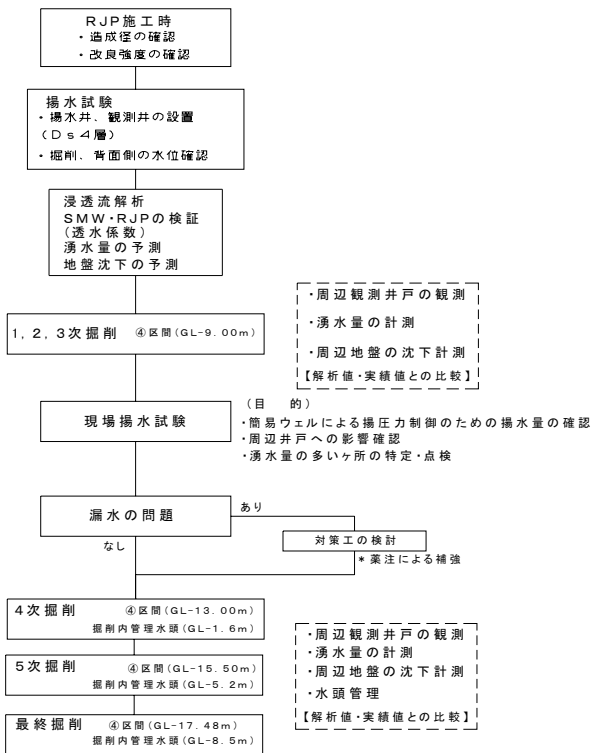 RJP施工時
・造成径の確認
・改良強度の確認
揚水試験
・揚水井、観測井の設置
(Ds4層)
・掘削、背面側の水位確認
浸透流解析
SMW・RJPの検証
(透水係数)
湧水量の予測
地盤沈下の予測
1,2,3次掘削 ④区間(GL-9.00m)
・周辺観測井戸の観測
・湧水量の計測
・周辺地盤の沈下計測
【解析値・実績値との比較】
現場揚水試験
(目 的)
・簡易ウェルによる揚圧力制御のための揚水量の確認
・周辺井戸への影響確認
・湧水量の多いヶ所の特定・点検
漏水の問題
あり
なし
対策工の検討
*薬注による補強
4次掘削 ④区間(GL-13.00m)
掘削内管理水頭(GL-1.6m)
5次掘削 ④区間(GL-15.50m)
掘削内管理水頭(GL-5.2m)
最終掘削 ④区間(GL-17.48m)
掘削内管理水頭(GL-8.5m)
・周辺観測井戸の観測
・湧水量の計測
・周辺地盤の沈下計測
・水頭管理
【解析値・実績値との比較】